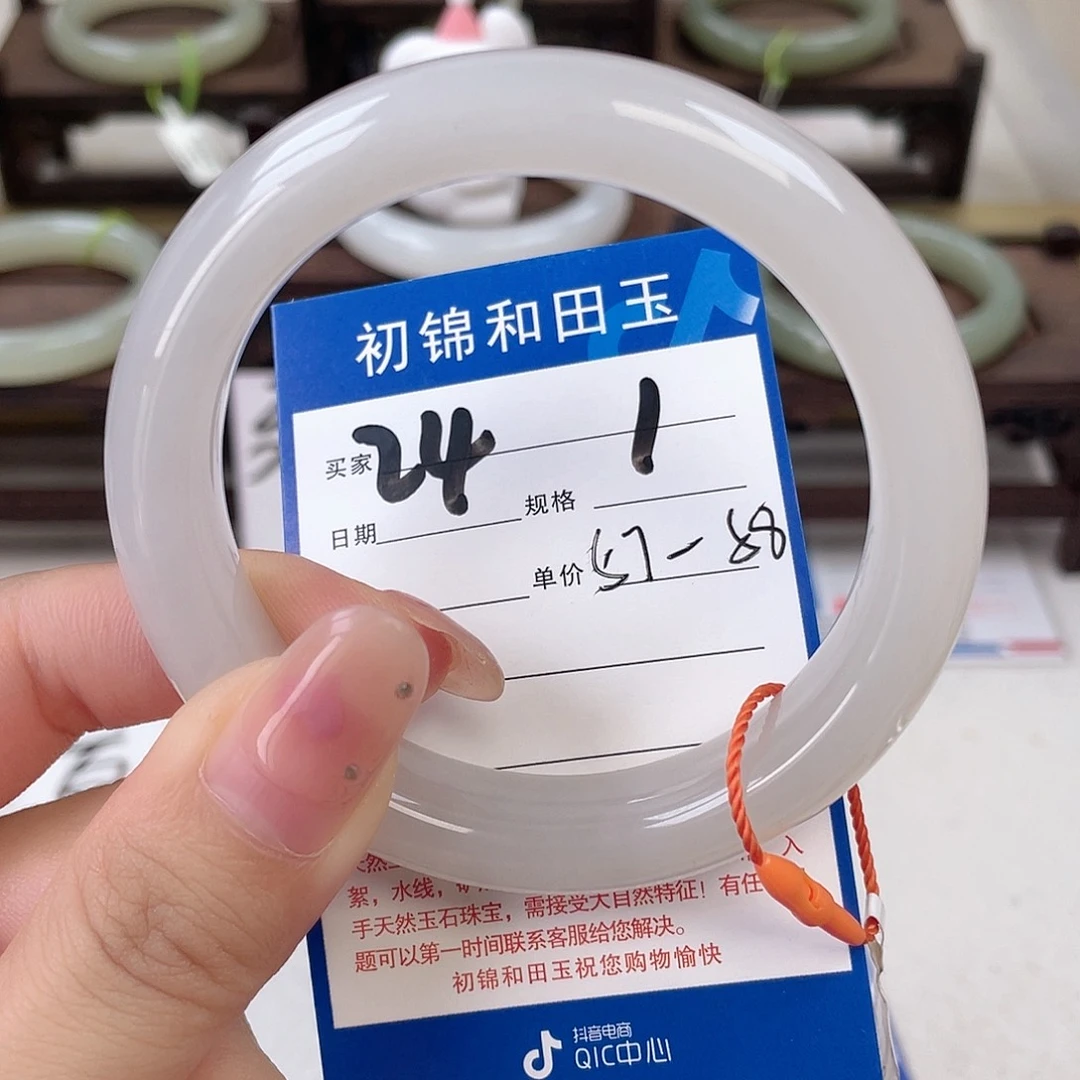 初锦和田玉
买家 24 1
日期 规格
单价 57-58
絮，水线，矿
手天然玉石珠宝，需接受大自然特征！有任
题可以第一时间联系客服给您解决。
初锦和田玉祝您购物愉快
抖音电商
QIC中心